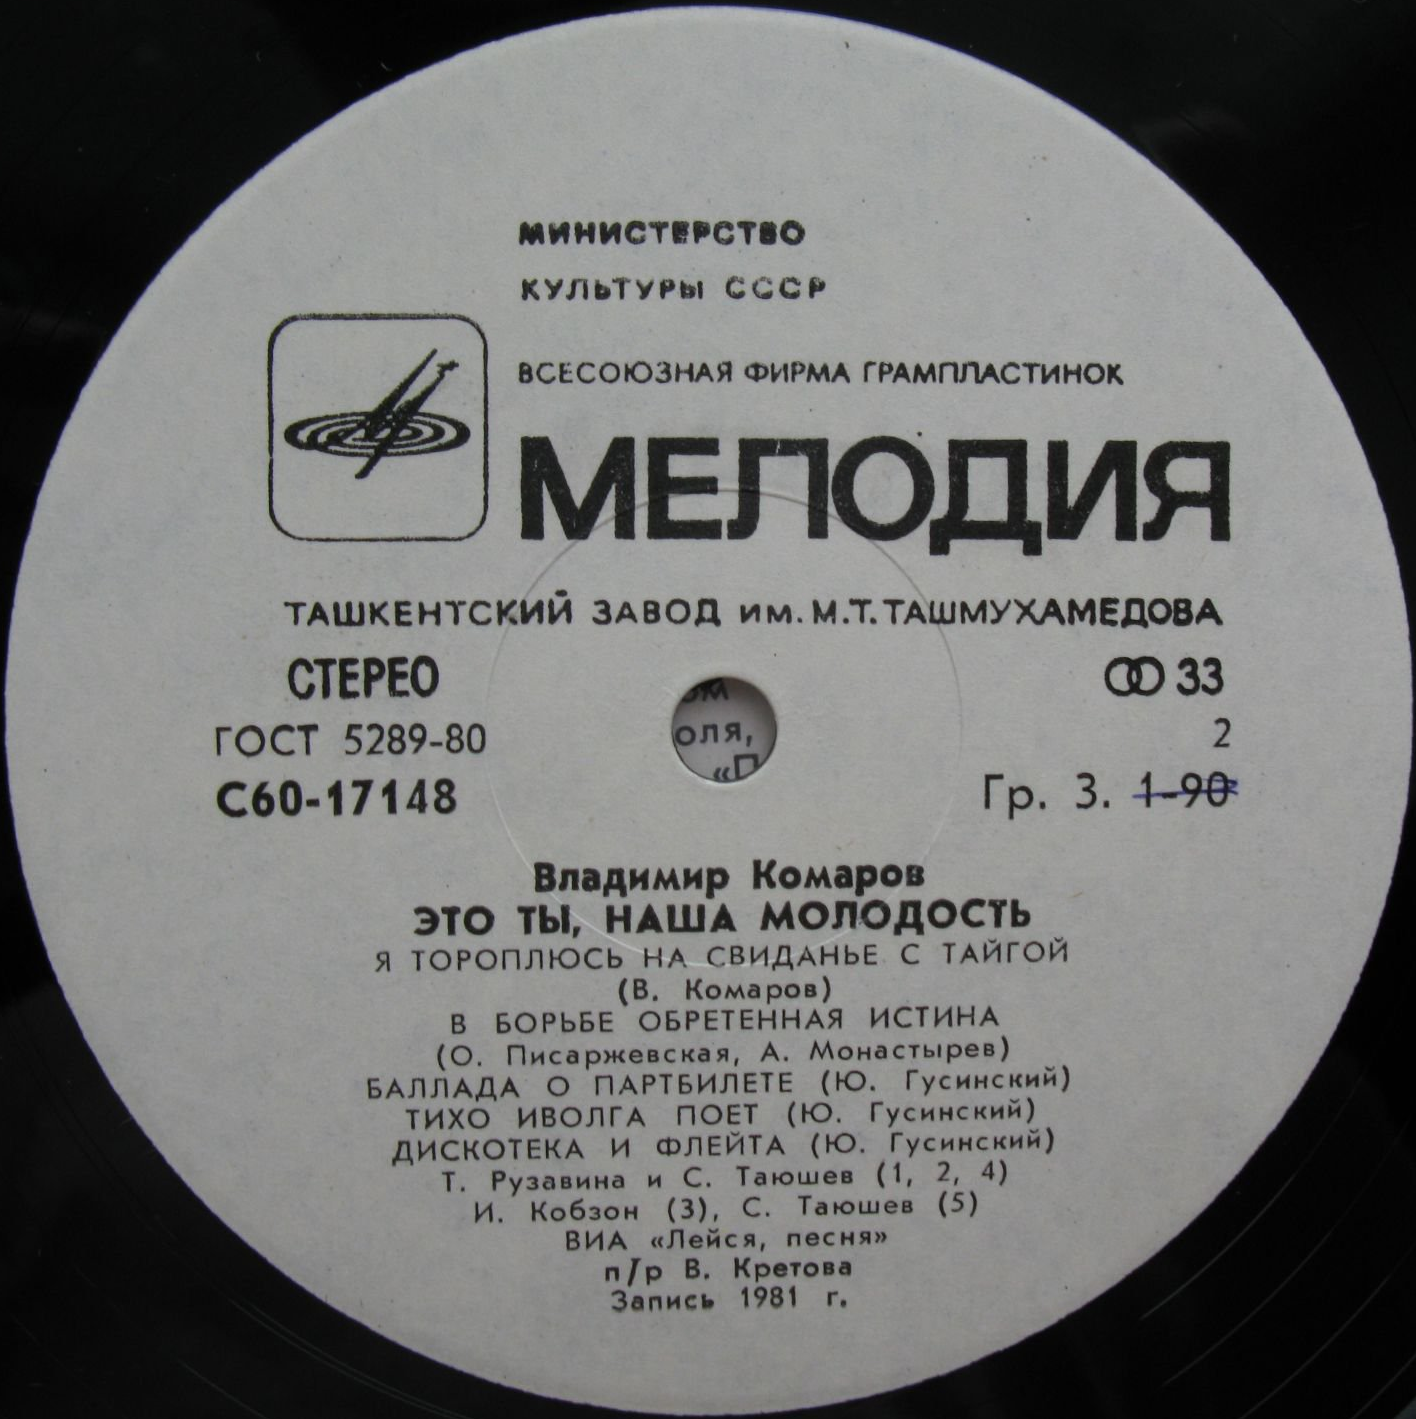 МИНИСТЕРСТВО
КУЛЬТУРЫ СССР
ВСЕСОЮЗНАЯ ФИРМА ГРАМПЛАСТИНОК
МЕЛОДИЯ
ТАШКЕНТСКИЙ ЗАВОД ИМ. М.Т. ТАШМУХАМЕДОВА
СТЕРЕО 33
ГОСТ 5289-80 2
С60-17148 Гр. 3. 1-90
оля,
«П
Владимир Комаров
ЭТО ТЫ, НАША МОЛОДОСТЬ
Я ТОРОПЛЮСЬ НА СВИДАНЬЕ С ТАЙГОЙ
(В. Комаров)
В БОРЬБЕ ОБРЕТЕННАЯ ИСТИНА
(О. Писаржевская, А. Монастырев)
БАЛЛАДА О ПАРТБИЛЕТЕ (Ю. Гусинский)
ТИХО ИВОЛГА ПОЕТ (Ю. Гусинский)
ДИСКОТЕКА И ФЛЕЙТА (Ю. Гусинский)
Т. Рузавина и С. Таюшев (1, 2, 4)
И. Кобзон (3), С. Таюшев (5)
ВИА «Лейся, песня»
п/р В. Кретова
Запись 1981 г.